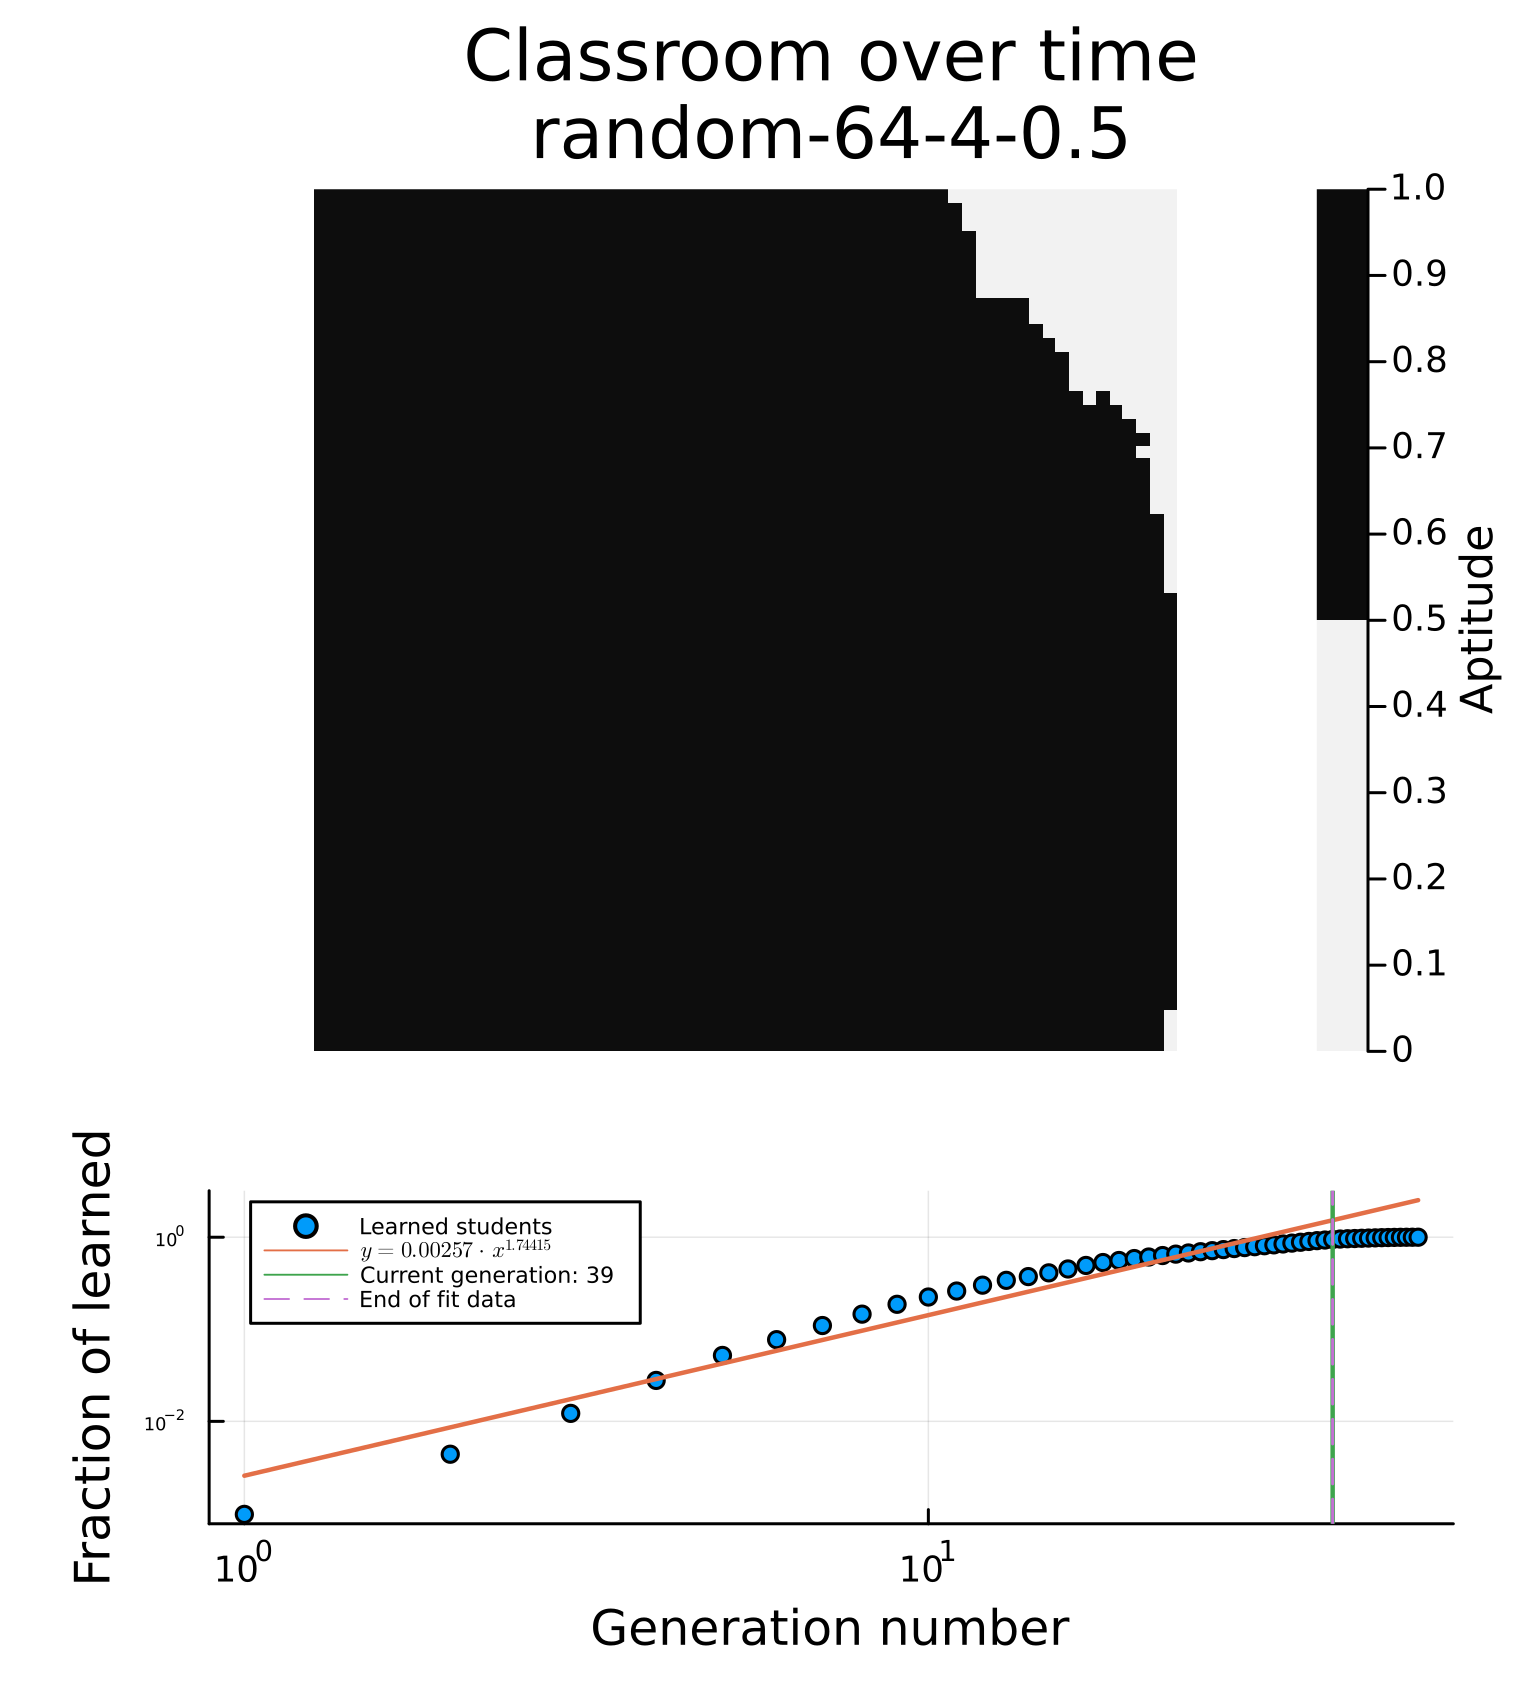 Classroom over time
random-64-4-0.5
1.0
0.9
0.8
0.7
0.6
0.5
0.4
0.3
0.2
0.1
0
Aptitude
Fraction of learned
10^0
10^-2
Learned students
y = 0.00257 · x^1.74415
Current generation: 39
End of fit data
10^0
10^1
Generation number